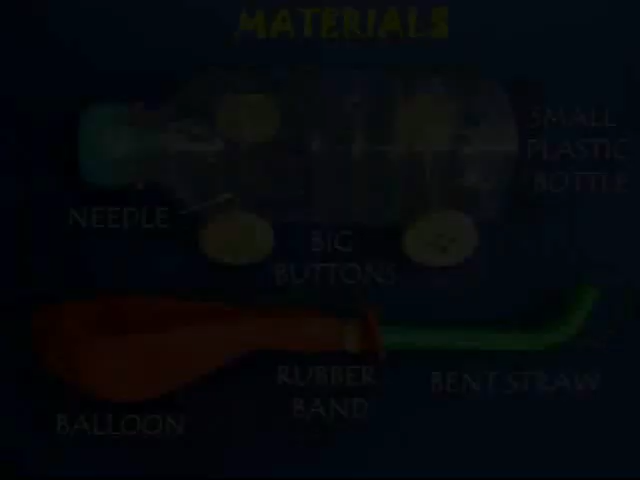 MATERIALS
SMALL
PLASTIC
BOTTLE
NEEDLE
BIG
BUTTONS
RUBBER
BAND
BENT STRAW
BALLOON